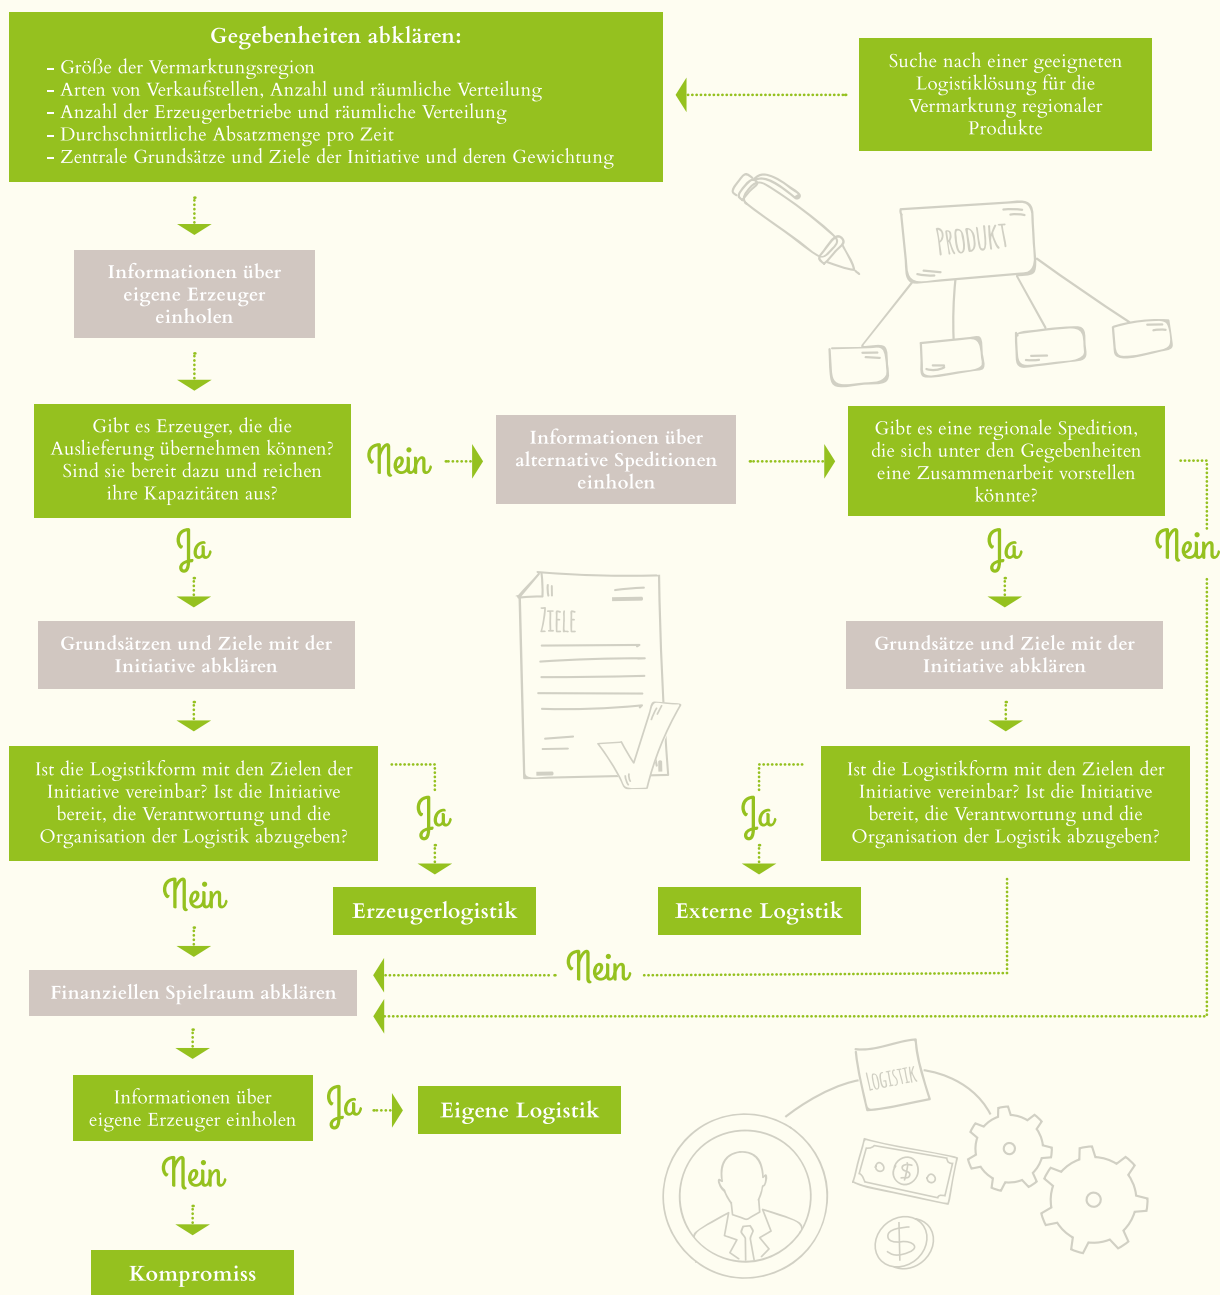 Gegebenheiten abklären:
- Größe der Vermarktungsregion
- Arten von Verkaufstellen, Anzahl und räumliche Verteilung
- Anzahl der Erzeugerbetriebe und räumliche Verteilung
- Durchschnittliche Absatzmenge pro Zeit
- Zentrale Grundsätze und Ziele der Initiative und deren Gewichtung
Suche nach einer geeigneten
Logistiklösung für die
Vermarktung regionaler
Produkte
PRODUKT
Informationen über
eigene Erzeuger
einholen
Gibt es Erzeuger, die die
Auslieferung übernehmen können?
Sind sie bereit dazu und reichen
ihre Kapazitäten aus?
Nein
Informationen über
alternative Speditionen
einholen
Gibt es eine regionale Spedition,
die sich unter den Gegebenheiten
eine Zusammenarbeit vorstellen
könnte?
Ja
Ja
Nein
ZIELE
Grundsätzen und Ziele mit der
Initiative abklären
Grundsätze und Ziele mit der
Initiative abklären
Ist die Logistikform mit den Zielen der
Initiative vereinbar? Ist die Initiative
bereit, die Verantwortung und die
Organisation der Logistik abzugeben?
Ja
Ja
Ist die Logistikform mit den Zielen der
Initiative vereinbar? Ist die Initiative
bereit, die Verantwortung und die
Organisation der Logistik abzugeben?
Nein
Erzeugerlogistik
Externe Logistik
Nein
Finanziellen Spielraum abklären
LOGISTIK
Informationen über
eigene Erzeuger einholen
Ja
Eigene Logistik
Nein
$
$
Kompromiss